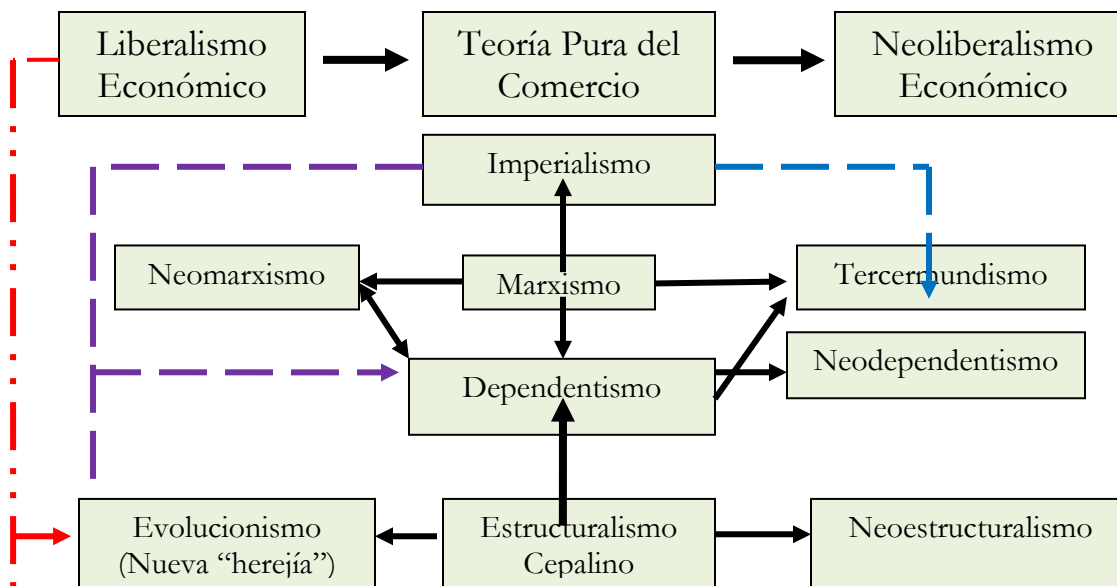 Liberalismo
Económico
Teoría Pura del
Comercio
Neoliberalismo
Económico
Imperialismo
Neomarxismo
Marxismo
Tercermundismo
Neodependentismo
Dependentismo
Evolucionismo
(Nueva “herejía”)
Estructuralismo
Cepalino
Neoestructuralismo